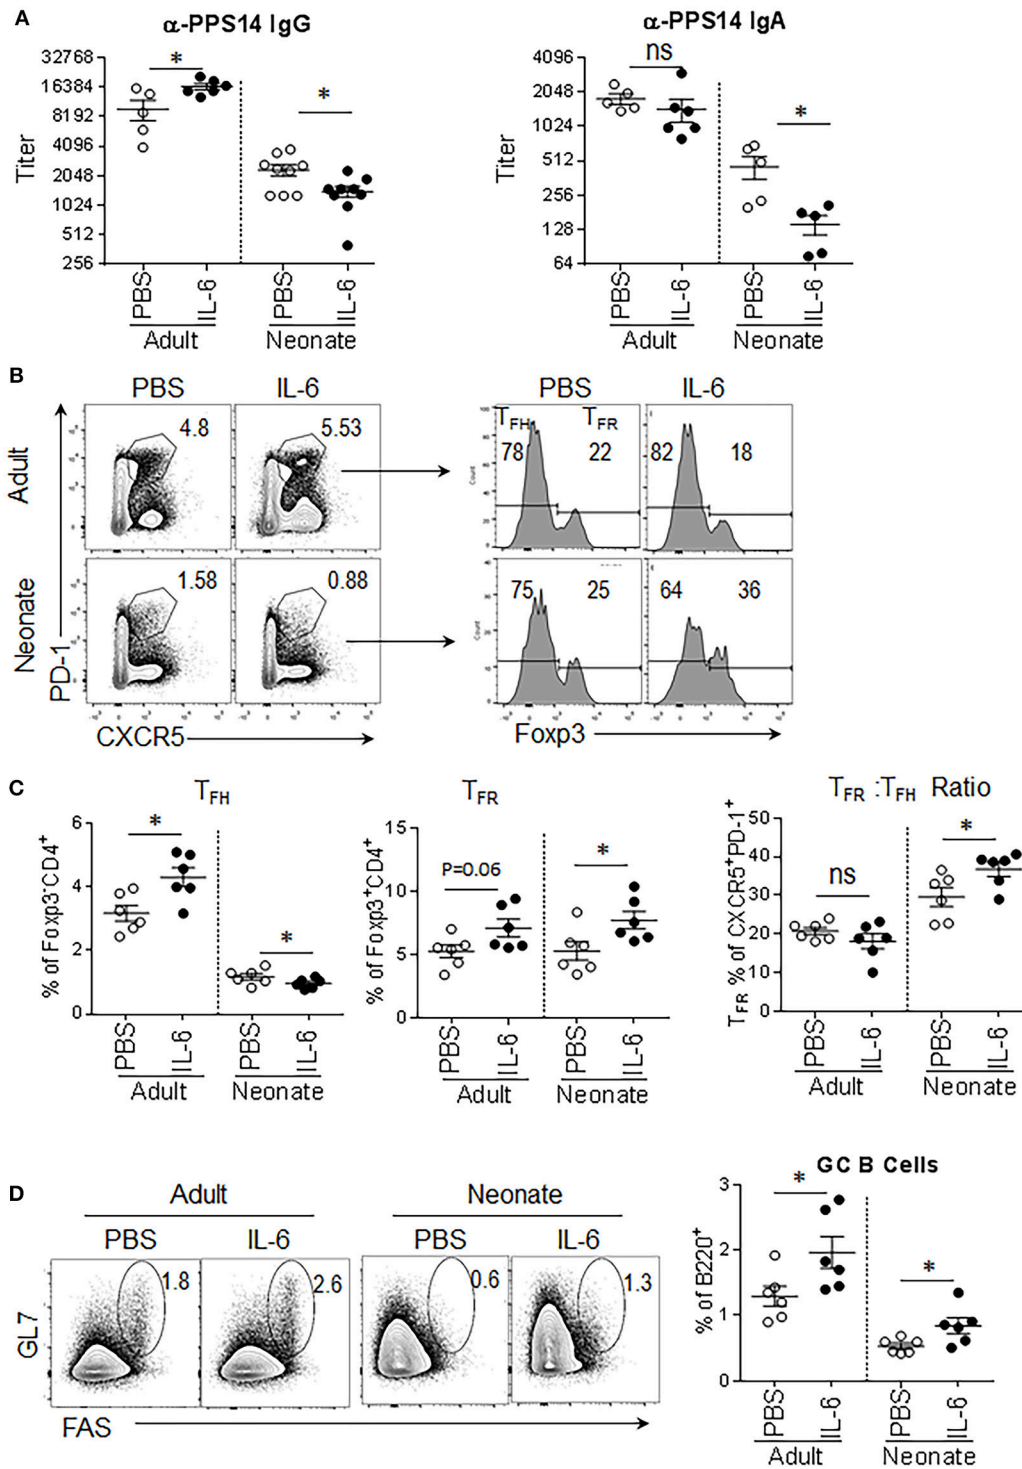 A
α-PPS14 IgG
α-PPS14 IgA
Titer
32768
16384
8192
4096
2048
1024
512
256
*
*
PBS
IL-6
PBS
IL-6
Adult
Neonate
Titer
4096
2048
1024
512
256
128
64
ns
*
PBS
IL-6
PBS
IL-6
Adult
Neonate
B
PBS
IL-6
PBS
IL-6
Adult
4.8
5.53
TFH
TFR
78
22
82
18
Neonate
1.58
0.88
75
25
64
36
PD-1
CXCR5
Count
Count
Foxp3
C
TFH
TFR
TFR :TFH Ratio
% of Foxp3-CD4+
6
4
2
0
*
*
PBS
IL-6
PBS
IL-6
Adult
Neonate
% of Foxp3+CD4+
15
10
5
0
P=0.06
*
PBS
IL-6
PBS
IL-6
Adult
Neonate
TFR % of CXCR5+PD-1+
50
40
30
20
10
0
ns
*
PBS
IL-6
PBS
IL-6
Adult
Neonate
D
Adult
Neonate
PBS
IL-6
PBS
IL-6
1.8
2.6
0.6
1.3
GL7
FAS
GC B Cells
% of B220+
3
2
1
0
*
*
PBS
IL-6
PBS
IL-6
Adult
Neonate